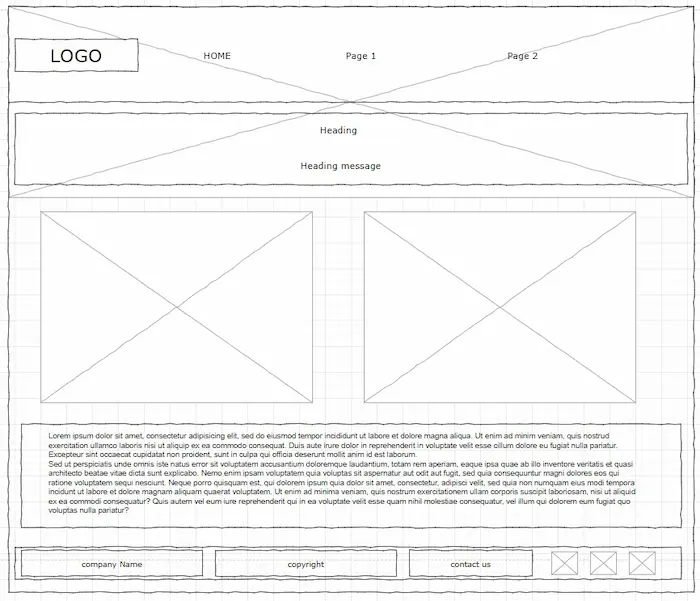 LOGO
HOME
Page 1
Page 2
Heading
Heading message
Lorem ipsum dolor sit amet, consectetur adipisicing elit, sed do eiusmod tempor incididunt ut labore et dolore magna aliqua. Ut enim ad minim veniam, quis nostrud
exercitation ullamco laboris nisi ut aliquip ex ea commodo consequat. Duis aute irure dolor in reprehenderit in voluptate velit esse cillum dolore eu fugiat nulla pariatur.
Excepteur sint occaecat cupidatat non proident, sunt in culpa qui officia deserunt mollit anim id est laborum.
Sed ut perspiciatis unde omnis iste natus error sit voluptatem accusantium doloremque laudantium, totam rem aperiam, eaque ipsa quae ab illo inventore veritatis et quasi
architecto beatae vitae dicta sunt explicabo. Nemo enim ipsam voluptatem quia voluptas sit aspernatur aut odit aut fugit, sed quia consequuntur magni dolores eos qui
ratione voluptatem sequi nesciunt. Neque porro quisquam est, qui dolorem ipsum quia dolor sit amet, consectetur, adipisci velit, sed quia non numquam eius modi tempora
incidunt ut labore et dolore magnam aliquam quaerat voluptatem. Ut enim ad minima veniam, quis nostrum exercitationem ullam corporis suscipit laboriosam, nisi ut aliquid
ex ea commodi consequatur? Quis autem vel eum iure reprehenderit qui in ea voluptate velit esse quam nihil molestiae consequatur, vel illum qui dolorem eum fugiat quo
voluptas nulla pariatur?
company Name
copyright
contact us